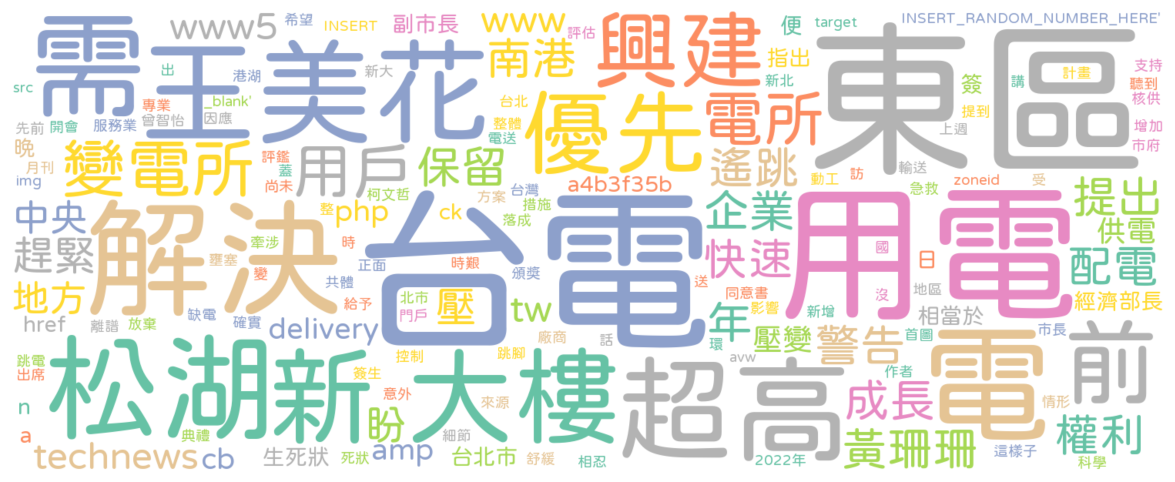 需
王美花
www5
希望
INSERT
副市長
www
評估
南港
興建
便
target
指出
新北
東區
簽
提到
INSERT_RANDOM_NUMBER_HERE'
計畫
講
支持
聽到
核供
增加
市府
上週
src
出
港湖
新大
_blank'
專業
曾智怡
因應
先前
開會
服務業
晚
月刊
img
變電所
評鑑
蓋
尚未
用戶
保留
台北
整體
電送
優先
電所
遙跳
動工
訪
輸送
急救
zoneid
受
a4b3f35b
柯文哲
方案
台灣
措施
落成
整
php
ck
中央
解決
台電
企業
用電
提出
供電
趕緊
牽涉
時
壅塞
變
正面
時艱
頒獎
快速
國
日
配電
地方
共體
給予
北市
門戶
壓
送
同意書
影響
新增
沒
地區
經濟部長
href
離譜
放棄
缺電
確實
delivery
tw
廠商
話
年
環
壓變
警告
相當於
首圖
市長
跳電
出席
松湖新
大樓
控制
跳腳
簽生
意外
來源
超高
avw
作者
成長
電
前
情形
n
a
典禮
盼
細節
technews
cb
生死狀
死狀
amp
台北市
舒緩
相忍
2022年
黃珊珊
這樣子
權利
科學